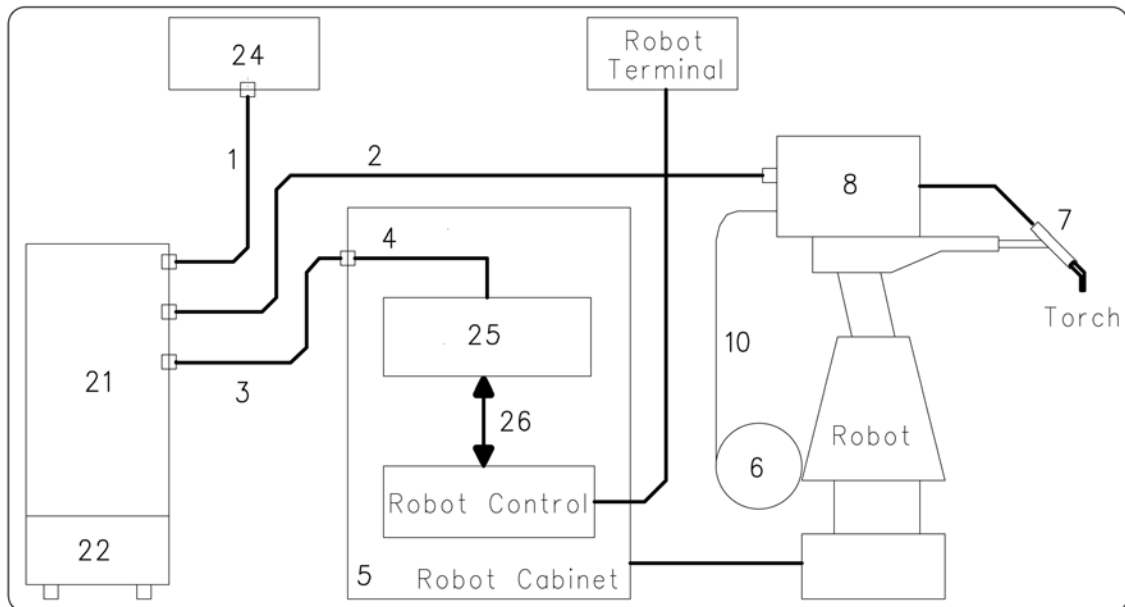 24
Robot
Terminal
1
2
8
7
4
Torch
25
10
21
3
26
Robot
6
Robot Control
22
5
Robot Cabinet